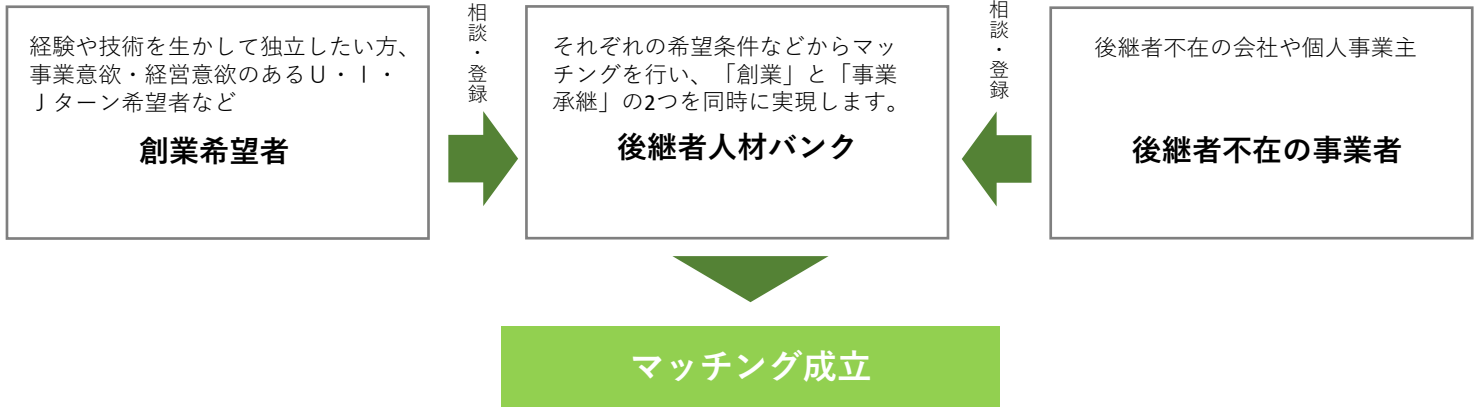 経験や技術を生かして独立したい方、
事業意欲・経営意欲のあるU・I・
Jターン希望者など
創業希望者
相談・登録
それぞれの希望条件などからマッ
チングを行い、「創業」と「事業
承継」の2つを同時に実現します。
後継者人材バンク
相談・登録
後継者不在の会社や個人事業主
後継者不在の事業者
マッチング成立